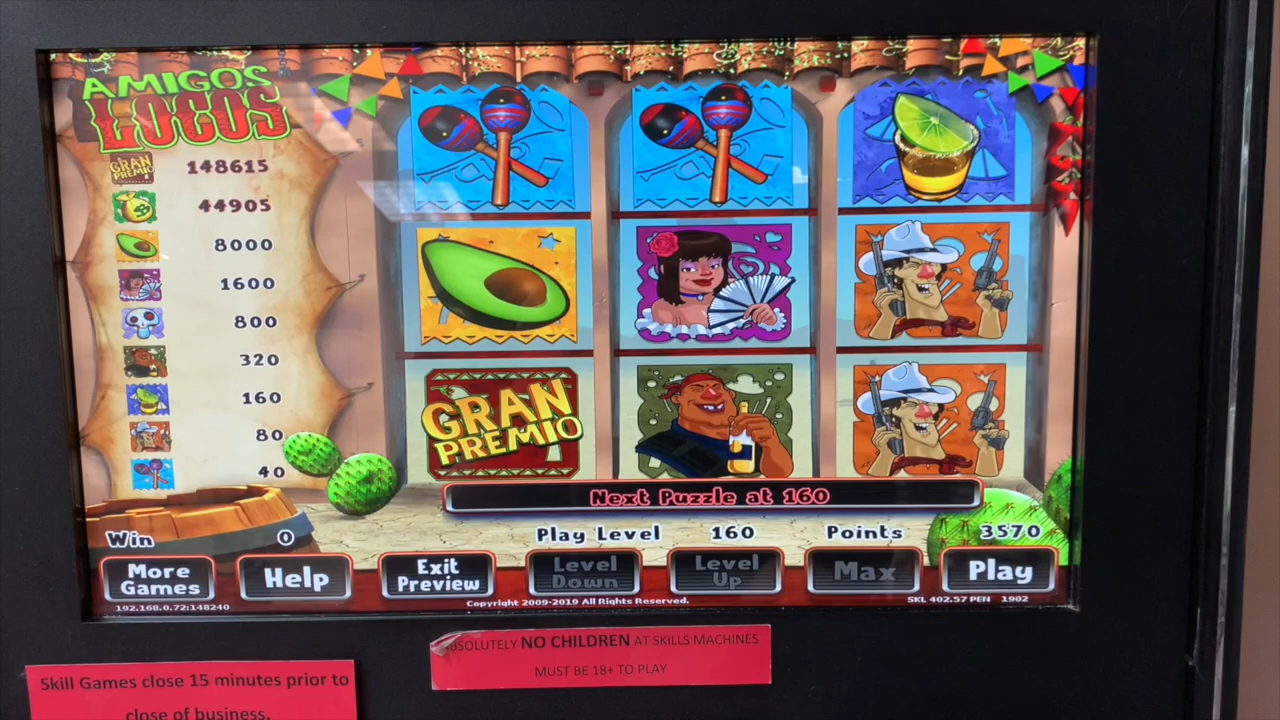 AMIGOS
LOCOS
GRAN
PREMIO
148615
44905
8000
1600
800
320
160
80
40
GRAN
PREMIO
Next Puzzle at 160
Win 0
Play Level 160 Points 3570
More
Games
Help
Exit
Preview
Level
Down
Level
Up
Max
Play
192.168.0.72:148240
Copyright 2009-2019 All Rights Reserved.
SKL 402.57 PEN 1902
ABSOLUTELY NO CHILDREN AT SKILLS MACHINES
MUST BE 18+ TO PLAY
Skill Games close 15 minutes prior to
close of business.